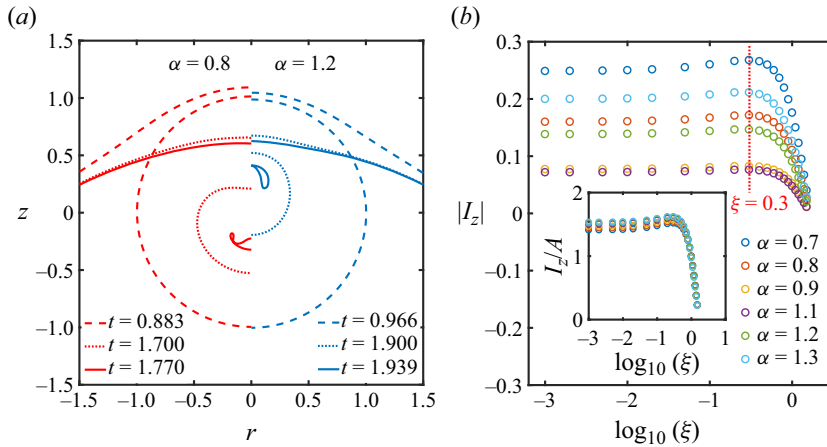 (a)
1.5
1.0
0.5
0
–0.5
–1.0
–1.5
z
α = 0.8
α = 1.2
t = 0.883
t = 1.700
t = 1.770
t = 0.966
t = 1.900
t = 1.939
–1.5 –1.0 –0.5 0 0.5 1.0 1.5
r
(b)
0.3
0.2
0.1
0
–0.1
–0.2
–0.3
|I_z|
ξ = 0.3
2
1
0
I_z/A
–3 –2 –1 0 1
log10 (ξ)
α = 0.7
α = 0.8
α = 0.9
α = 1.1
α = 1.2
α = 1.3
–3 –2 –1 0
log10 (ξ)